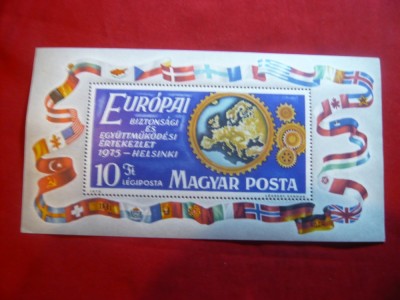 EURÓPAI
BIZTONSÁGI
ÉS
EGYÜTTMŰKÖDÉSI
ÉRTEKEZLET
1975 – HELSINKI
10 Ft
LÉGIPOSTA
MAGYAR POSTA